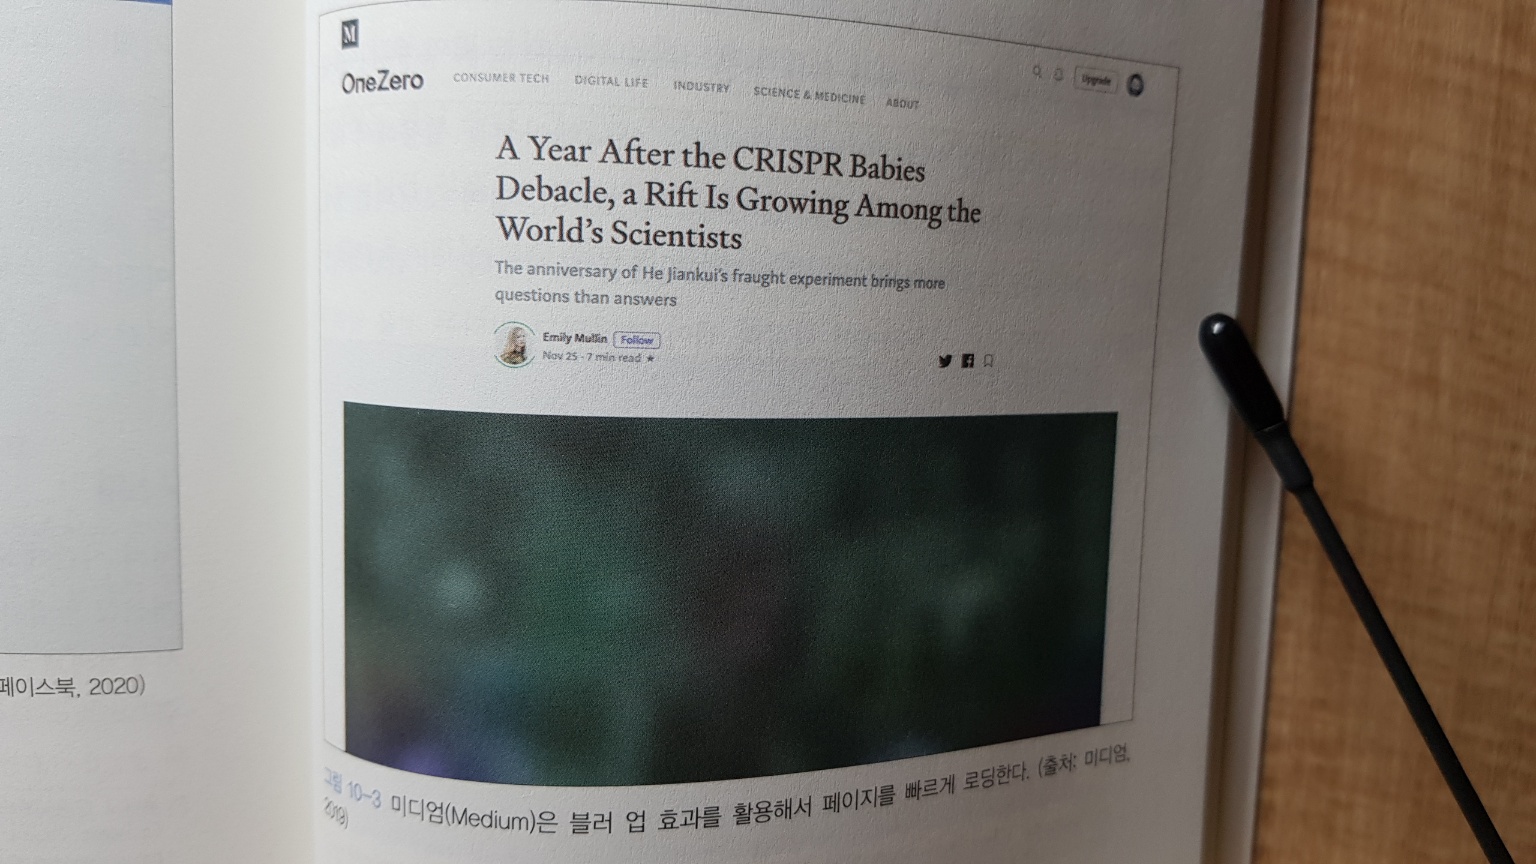 페이스북, 2020)
M
OneZero CONSUMER TECH DIGITAL LIFE INDUSTRY SCIENCE & MEDICINE ABOUT Upgrade
A Year After the CRISPR Babies
Debacle, a Rift Is Growing Among the
World's Scientists
The anniversary of He Jiankui's fraught experiment brings more
questions than answers
Emily Mullin Follow
Nov 25 · 7 min read ★
그림 10-3 미디엄(Medium)은 블러 업 효과를 활용해서 페이지를 빠르게 로딩한다. (출처: 미디엄,
2019)